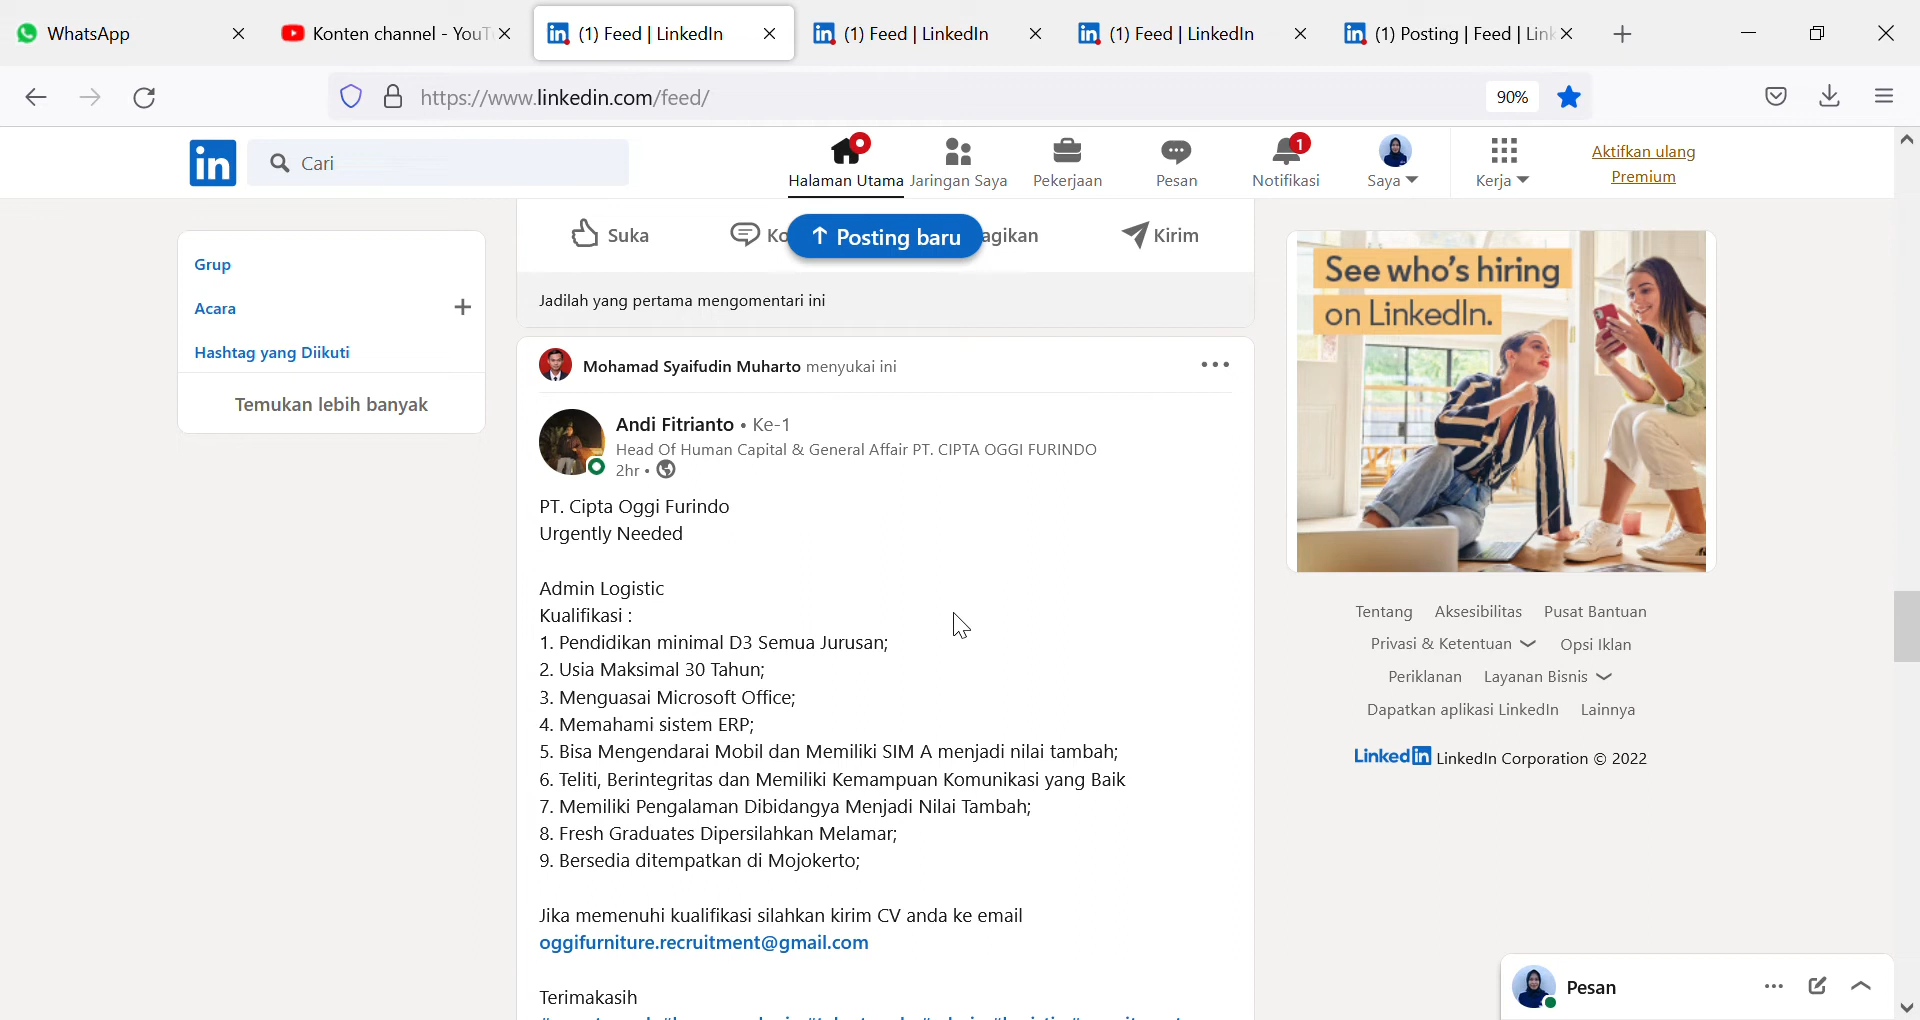 WhatsApp
Konten channel - YouT
(1) Feed | LinkedIn
(1) Feed | LinkedIn
(1) Feed | LinkedIn
(1) Posting | Feed | Link
https://www.linkedin.com/feed/
90%
in
Cari
Halaman Utama
Jaringan Saya
Pekerjaan
Pesan
1
Notifikasi
Saya
Kerja
Aktifkan ulang
Premium
Grup
Acara
Hashtag yang Diikuti
Temukan lebih banyak
Suka
Ko
↑ Posting baru
agikan
Kirim
Jadilah yang pertama mengomentari ini
Mohamad Syaifudin Muharto menyukai ini
Andi Fitrianto • Ke-1
Head Of Human Capital & General Affair PT. CIPTA OGGI FURINDO
2hr •
PT. Cipta Oggi Furindo
Urgently Needed
Admin Logistic
Kualifikasi :
1. Pendidikan minimal D3 Semua Jurusan;
2. Usia Maksimal 30 Tahun;
3. Menguasai Microsoft Office;
4. Memahami sistem ERP;
5. Bisa Mengendarai Mobil dan Memiliki SIM A menjadi nilai tambah;
6. Teliti, Berintegritas dan Memiliki Kemampuan Komunikasi yang Baik
7. Memiliki Pengalaman Dibidangya Menjadi Nilai Tambah;
8. Fresh Graduates Dipersilahkan Melamar;
9. Bersedia ditempatkan di Mojokerto;
Jika memenuhi kualifikasi silahkan kirim CV anda ke email
oggifurniture.recruitment@gmail.com
Terimakasih
See who's hiring
on LinkedIn.
Tentang Aksesibilitas Pusat Bantuan
Privasi & Ketentuan Opsi Iklan
Periklanan Layanan Bisnis
Dapatkan aplikasi LinkedIn Lainnya
LinkedIn LinkedIn Corporation © 2022
Pesan